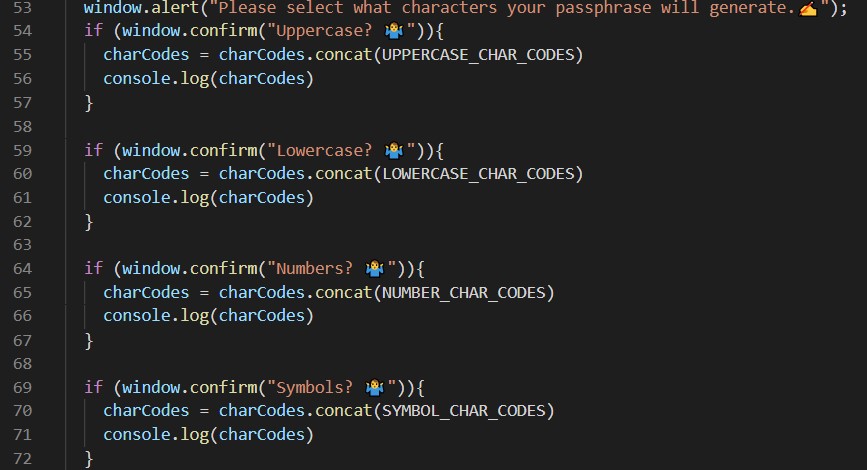 53 window.alert("Please select what characters your passphrase will generate.✍️");
54 if (window.confirm("Uppercase? 🤷")){
55 charCodes = charCodes.concat(UPPERCASE_CHAR_CODES)
56 console.log(charCodes)
57 }
58
59 if (window.confirm("Lowercase? 🤷")){
60 charCodes = charCodes.concat(LOWERCASE_CHAR_CODES)
61 console.log(charCodes)
62 }
63
64 if (window.confirm("Numbers? 🤷")){
65 charCodes = charCodes.concat(NUMBER_CHAR_CODES)
66 console.log(charCodes)
67 }
68
69 if (window.confirm("Symbols? 🤷")){
70 charCodes = charCodes.concat(SYMBOL_CHAR_CODES)
71 console.log(charCodes)
72 }